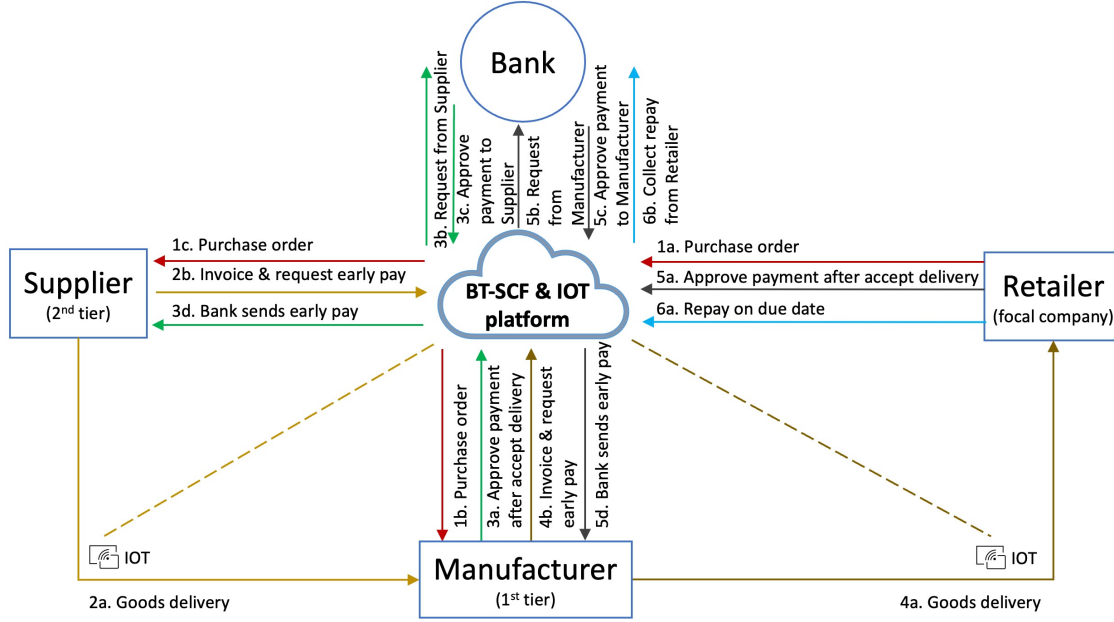 Bank
3b. Request from Supplier
3c. Approve
payment to
Supplier
5b. Request
from
Manufacturer
5c. Approve payment
to Manufacturer
6b. Collect repay
from Retailer
1c. Purchase order
2b. Invoice & request early pay
3d. Bank sends early pay
Supplier
(2nd tier)
BT-SCF & IOT
platform
1a. Purchase order
5a. Approve payment after accept delivery
6a. Repay on due date
Retailer
(focal company)
1b. Purchase order
3a. Approve payment
after accept delivery
4b. Invoice & request
early pay
5d. Bank sends early pay
IOT
IOT
Manufacturer
(1st tier)
2a. Goods delivery
4a. Goods delivery